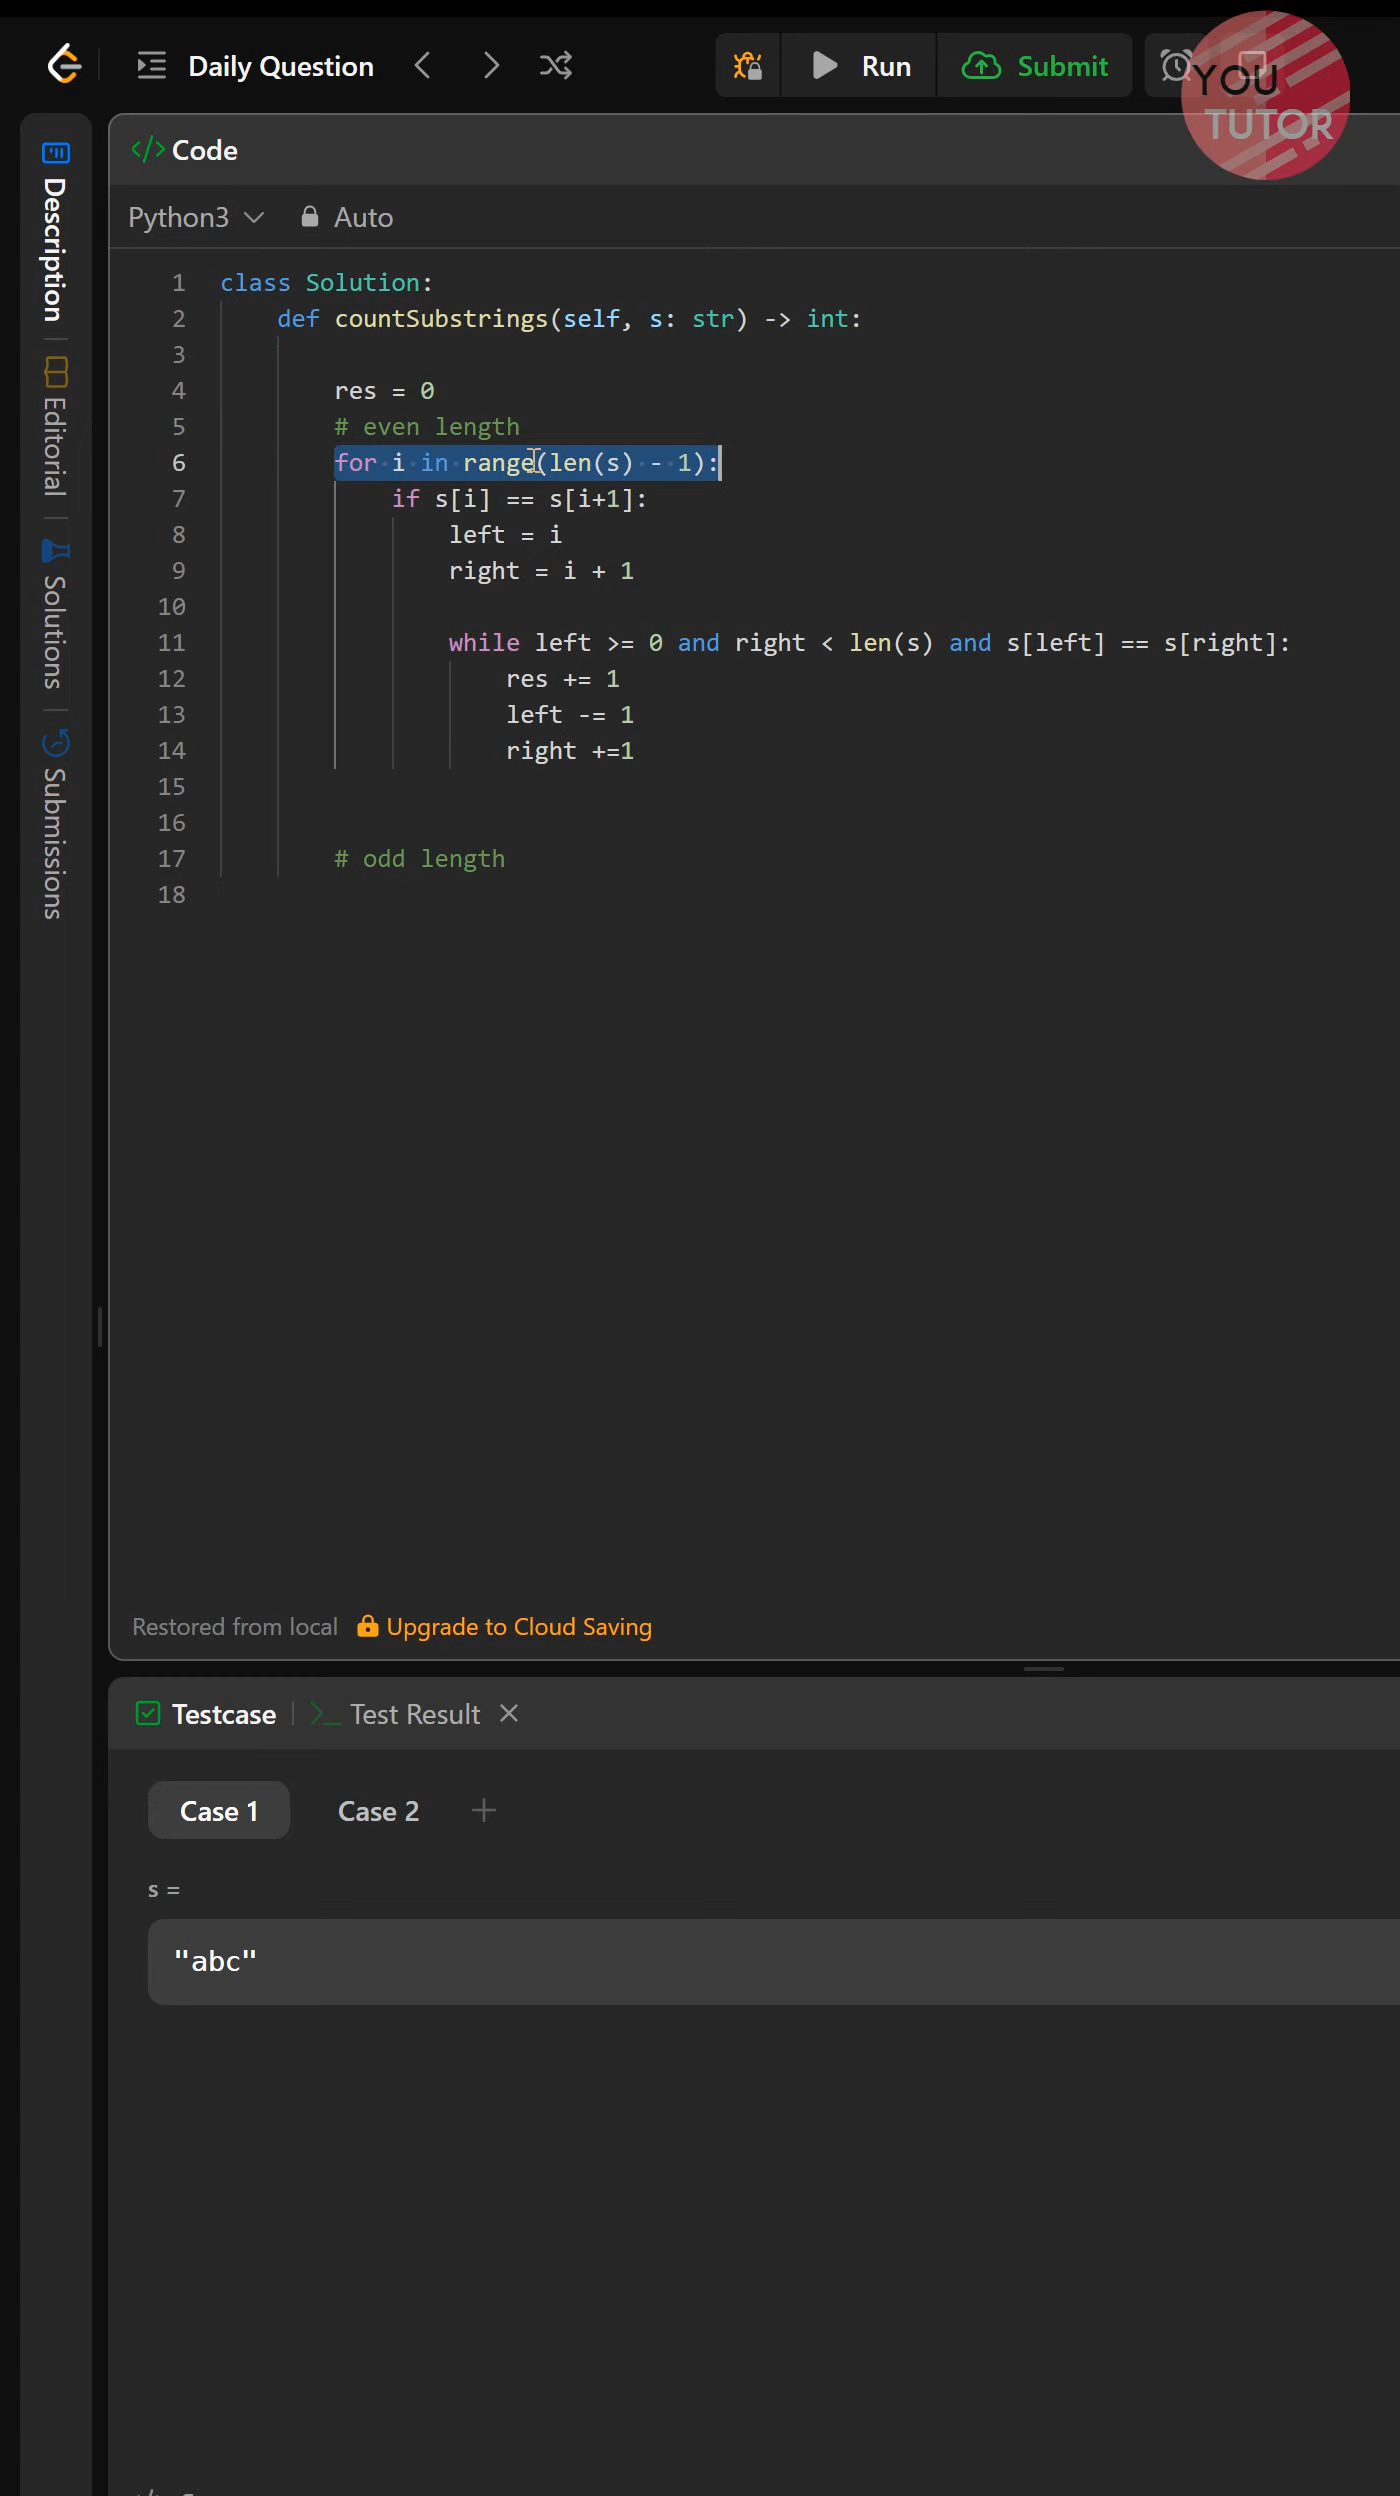 Daily Question
Run
Submit
YOU
TUTOR
Description
Editorial
Solutions
Submissions
</> Code
Python3
Auto
1 class Solution:
2 def countSubstrings(self, s: str) -> int:
3
4 res = 0
5 # even length
6 for i in range(len(s) - 1):
7 if s[i] == s[i+1]:
8 left = i
9 right = i + 1
10
11 while left >= 0 and right < len(s) and s[left] == s[right]:
12 res += 1
13 left -= 1
14 right +=1
15
16
17 # odd length
18
Restored from local Upgrade to Cloud Saving
Testcase
Test Result
Case 1 Case 2 +
s =
"abc"